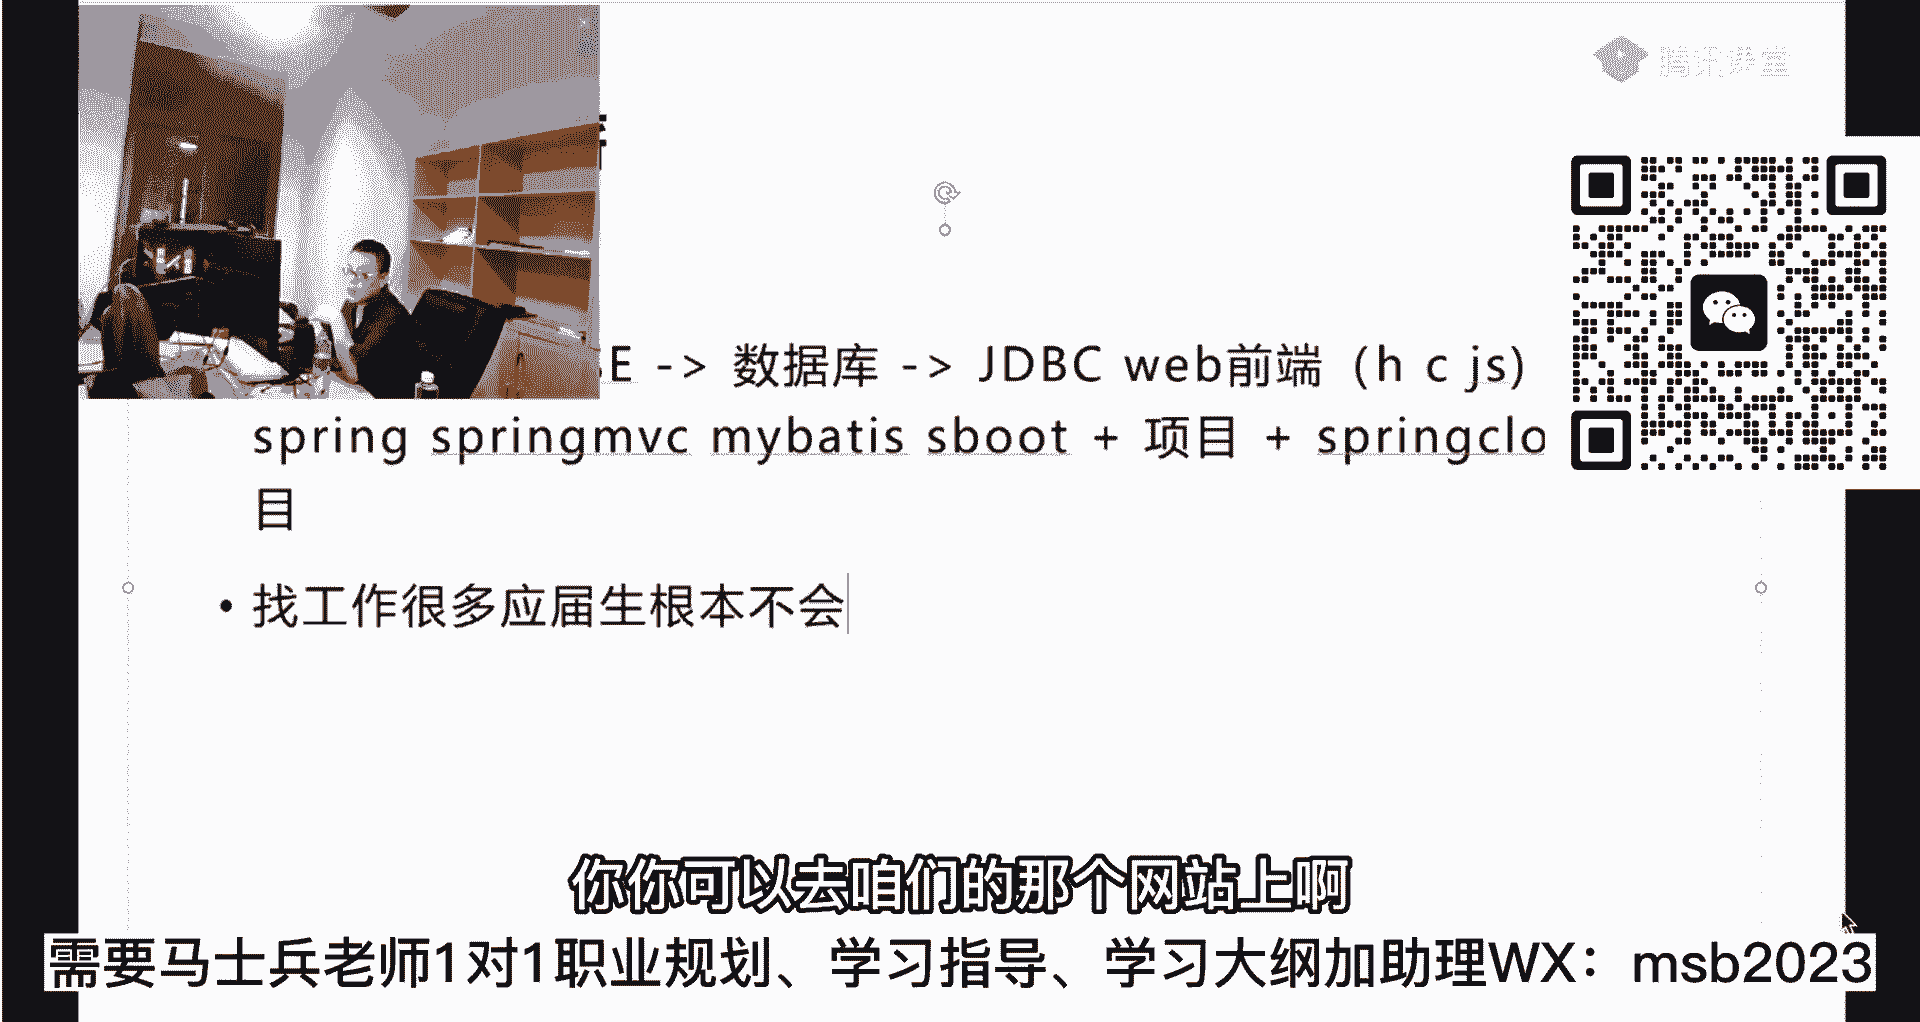 腾讯课堂
SE -> 数据库 -> JDBC web前端（h c js）
spring springmvc mybatis sboot + 项目 + springclo
目
• 找工作很多应届生根本不会
你你可以去咱们的那个网站上啊
需要马士兵老师1对1职业规划、学习指导、学习大纲加助理WX：msb2023